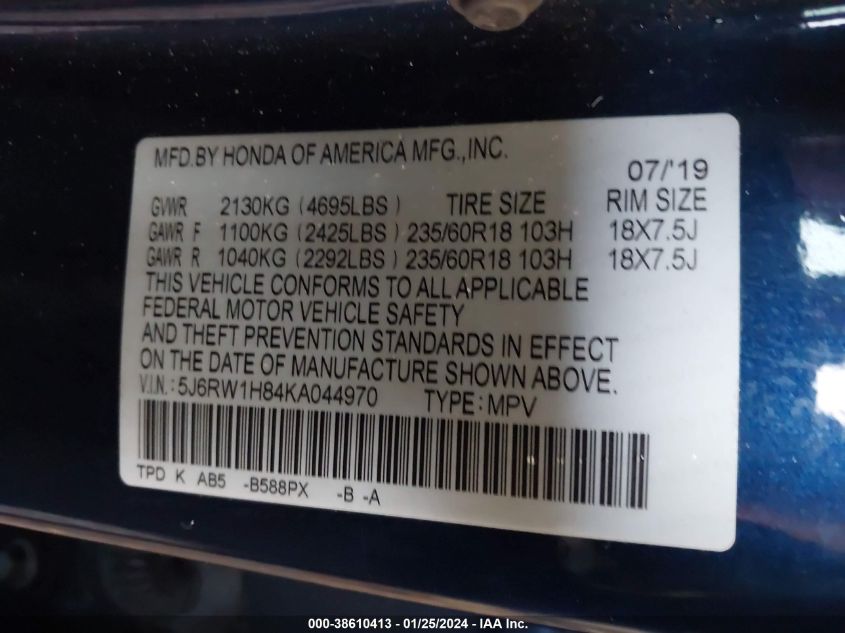 MFD.BY HONDA OF AMERICA MFG.,INC.
07/'19
GVWR 2130KG (4695LBS) TIRE SIZE RIM SIZE
GAWR F 1100KG (2425LBS) 235/60R18 103H 18X7.5J
GAWR R 1040KG (2292LBS) 235/60R18 103H 18X7.5J
THIS VEHICLE CONFORMS TO ALL APPLICABLE
FEDERAL MOTOR VEHICLE SAFETY
AND THEFT PREVENTION STANDARDS IN EFFECT
ON THE DATE OF MANUFACTURE SHOWN ABOVE.
V.I.N.: 5J6RW1H84KA044970 TYPE: MPV
TPD K AB5 -B588PX -B -A
000-38610413 - 01/25/2024 - IAA Inc.